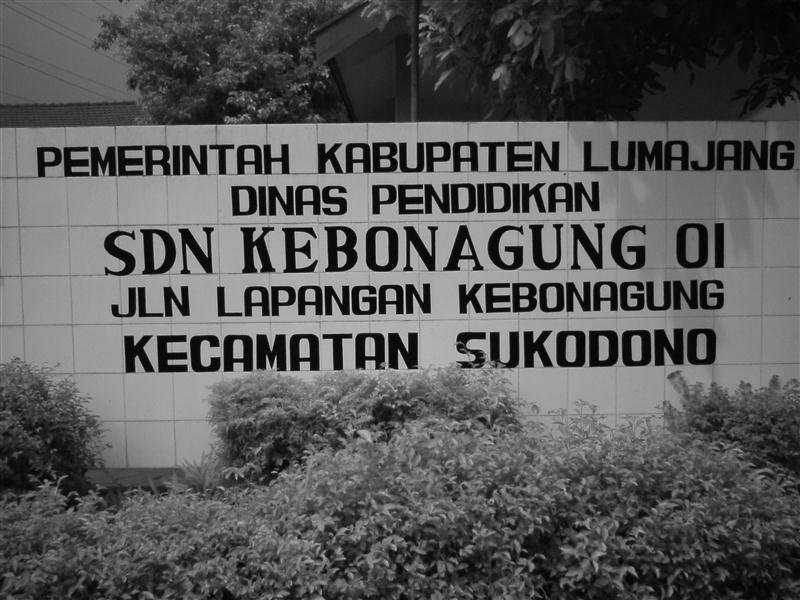 PEMERINTAH KABUPATEN LUMAJANG
DINAS PENDIDIKAN
SDN KEBONAGUNG 01
JLN LAPANGAN KEBONAGUNG
KECAMATAN SUKODONO